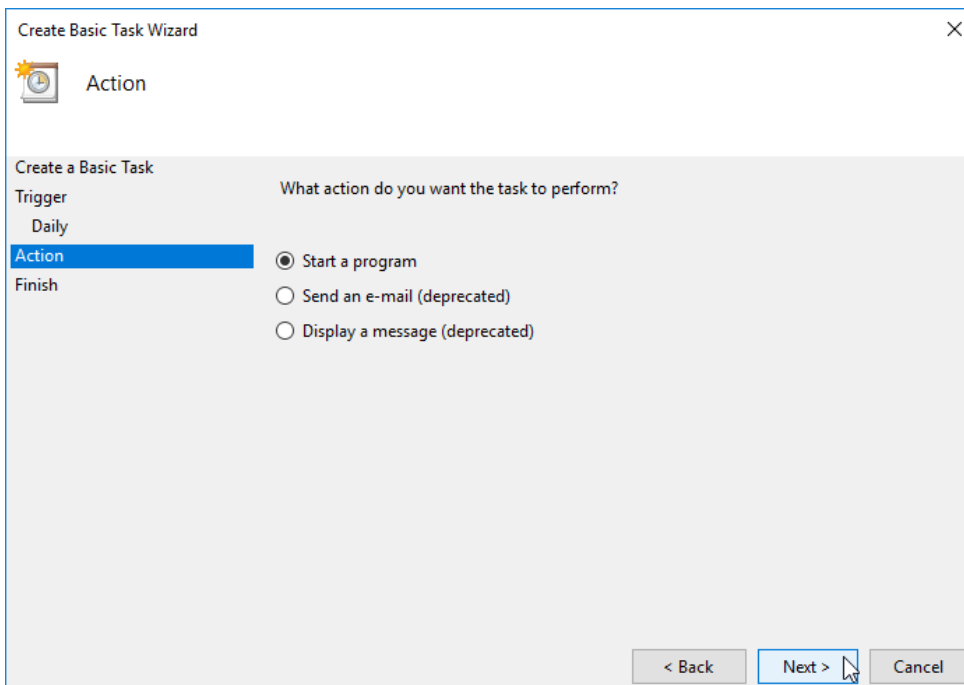 Create Basic Task Wizard
Action
Create a Basic Task
Trigger
Daily
Action
Finish
What action do you want the task to perform?
Start a program
Send an e-mail (deprecated)
Display a message (deprecated)
< Back
Next >
Cancel